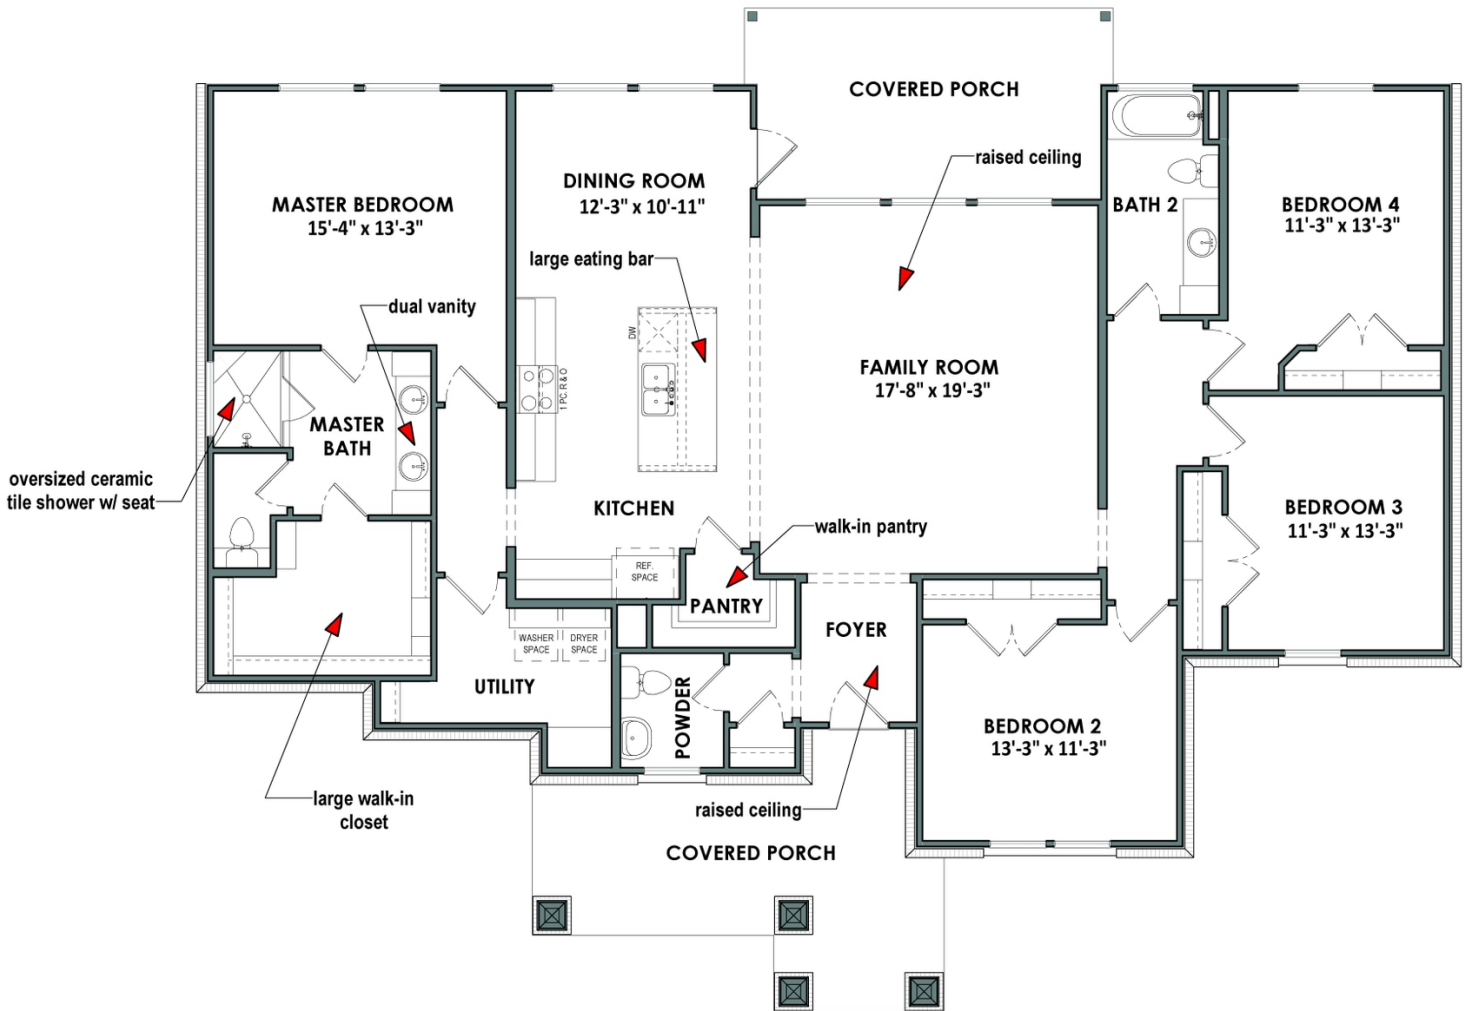 COVERED PORCH
raised ceiling
DINING ROOM
12'-3" x 10'-11"
MASTER BEDROOM
15'-4" x 13'-3"
BATH 2
BEDROOM 4
11'-3" x 13'-3"
large eating bar
dual vanity
DW
FAMILY ROOM
17'-8" x 19'-3"
1 PC. R & O
MASTER
BATH
oversized ceramic
tile shower w/ seat
KITCHEN
BEDROOM 3
11'-3" x 13'-3"
walk-in pantry
REF.
SPACE
PANTRY
FOYER
WASHER
SPACE
DRYER
SPACE
UTILITY
POWDER
BEDROOM 2
13'-3" x 11'-3"
large walk-in
closet
raised ceiling
COVERED PORCH